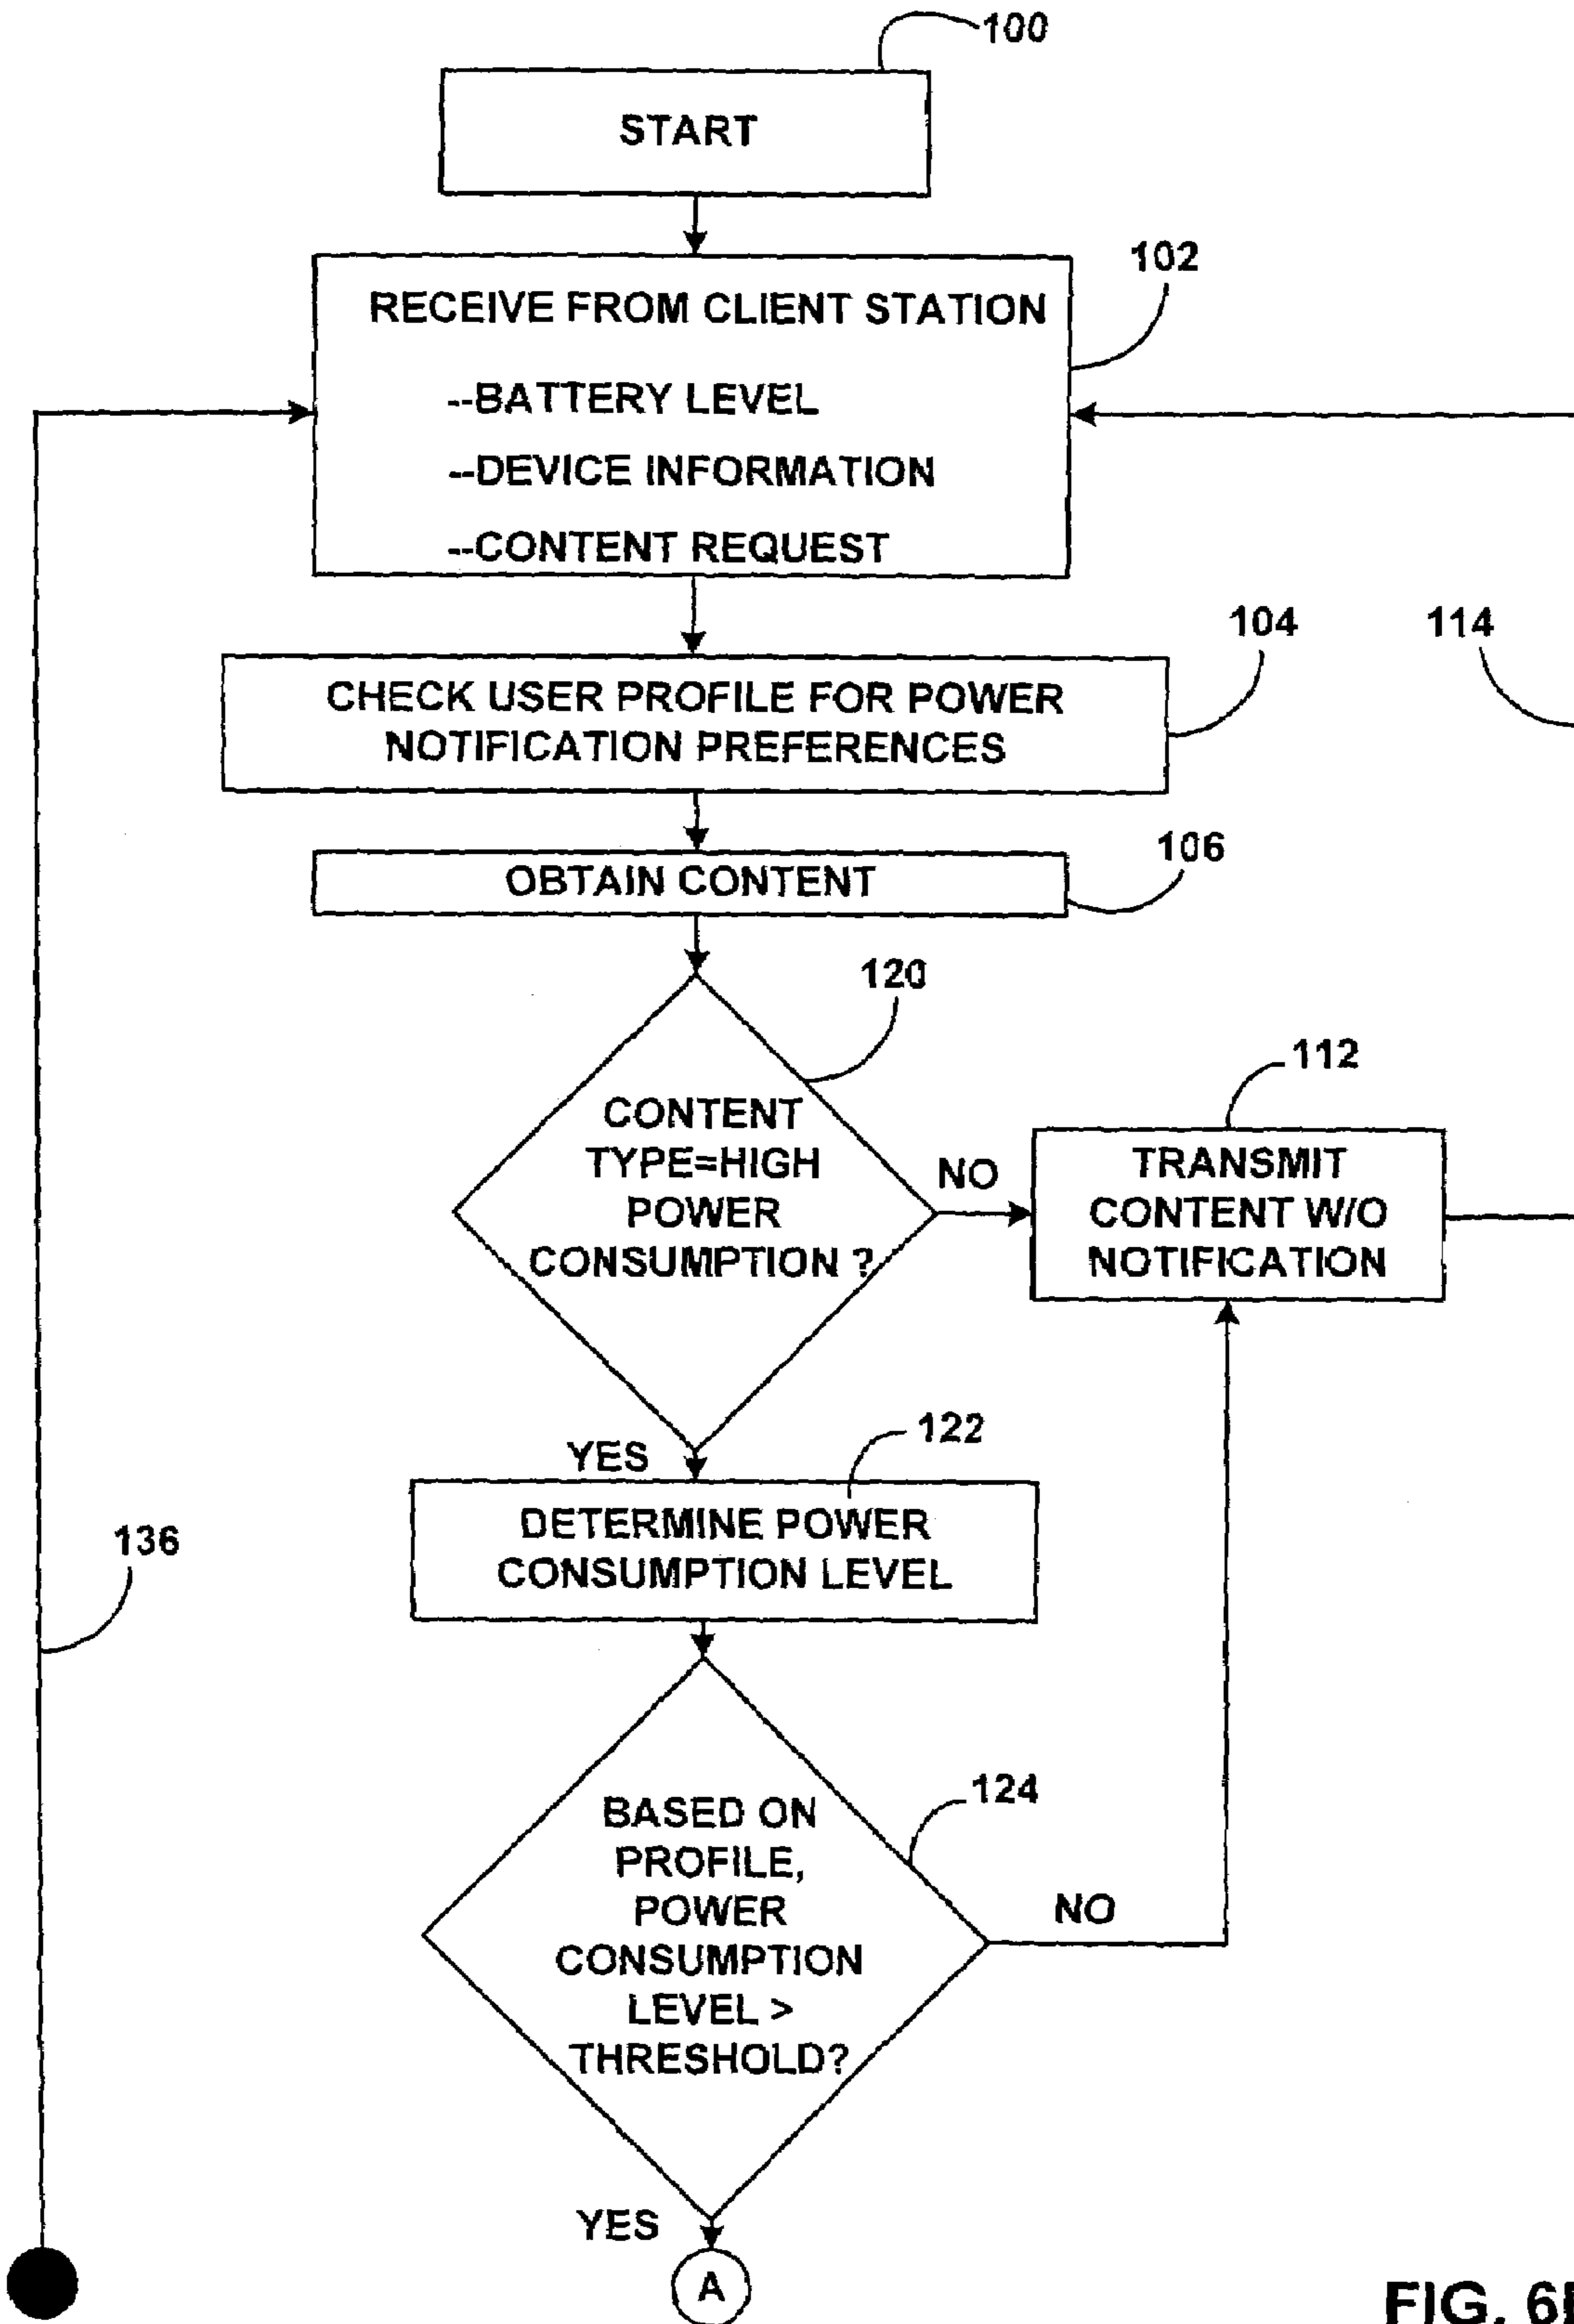 100
START
102
RECEIVE FROM CLIENT STATION
--BATTERY LEVEL
--DEVICE INFORMATION
--CONTENT REQUEST
104
114
CHECK USER PROFILE FOR POWER
NOTIFICATION PREFERENCES
106
OBTAIN CONTENT
120
CONTENT
TYPE=HIGH
POWER
CONSUMPTION ?
NO
112
TRANSMIT
CONTENT W/O
NOTIFICATION
YES
122
DETERMINE POWER
CONSUMPTION LEVEL
136
124
BASED ON
PROFILE,
POWER
CONSUMPTION
LEVEL >
THRESHOLD?
NO
YES
A
FIG.